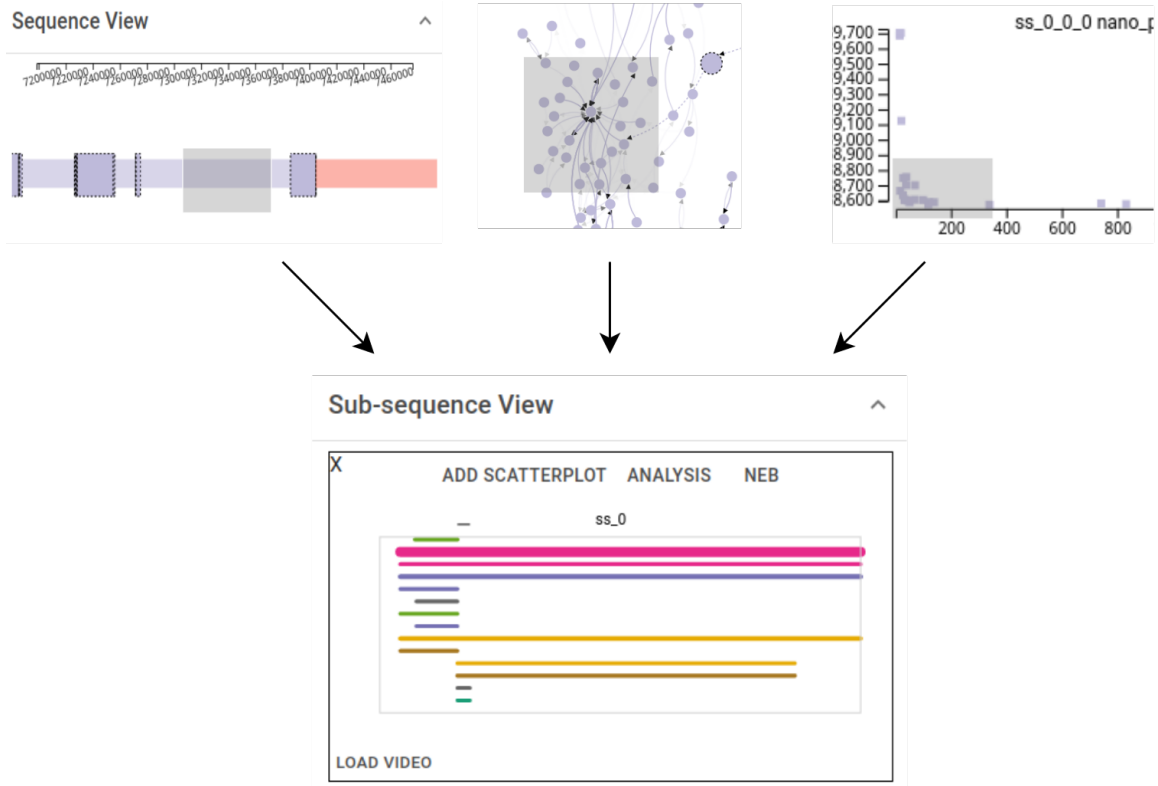 Sequence View
7200000 7220000 7240000 7260000 7280000 7300000 7320000 7340000 7360000 7380000 7400000 7420000 7440000 7460000
ss_0_0_0 nano_p
9,700
9,600
9,500
9,400
9,300
9,200
9,100
9,000
8,900
8,800
8,700
8,600
200 400 600 800
Sub-sequence View
X
ADD SCATTERPLOT ANALYSIS NEB
ss_0
LOAD VIDEO